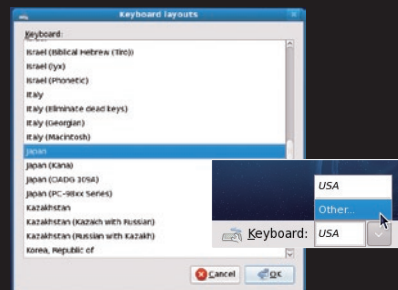 Keyboard layouts
Keyboard:
Israel (Biblical Hebrew (Tiro))
Israel (lyx)
Israel (Phonetic)
Italy
Italy (Eliminate dead keys)
Italy (Georgian)
Italy (Macintosh)
Japan
Japan (Kana)
Japan (OADG 109A)
Japan (PC-98xx Series)
Kazakhstan
Kazakhstan (Kazakh with Russian)
Kazakhstan (Russian with Kazakh)
Korea, Republic of
Cancel
OK
USA
Other...
Keyboard: USA